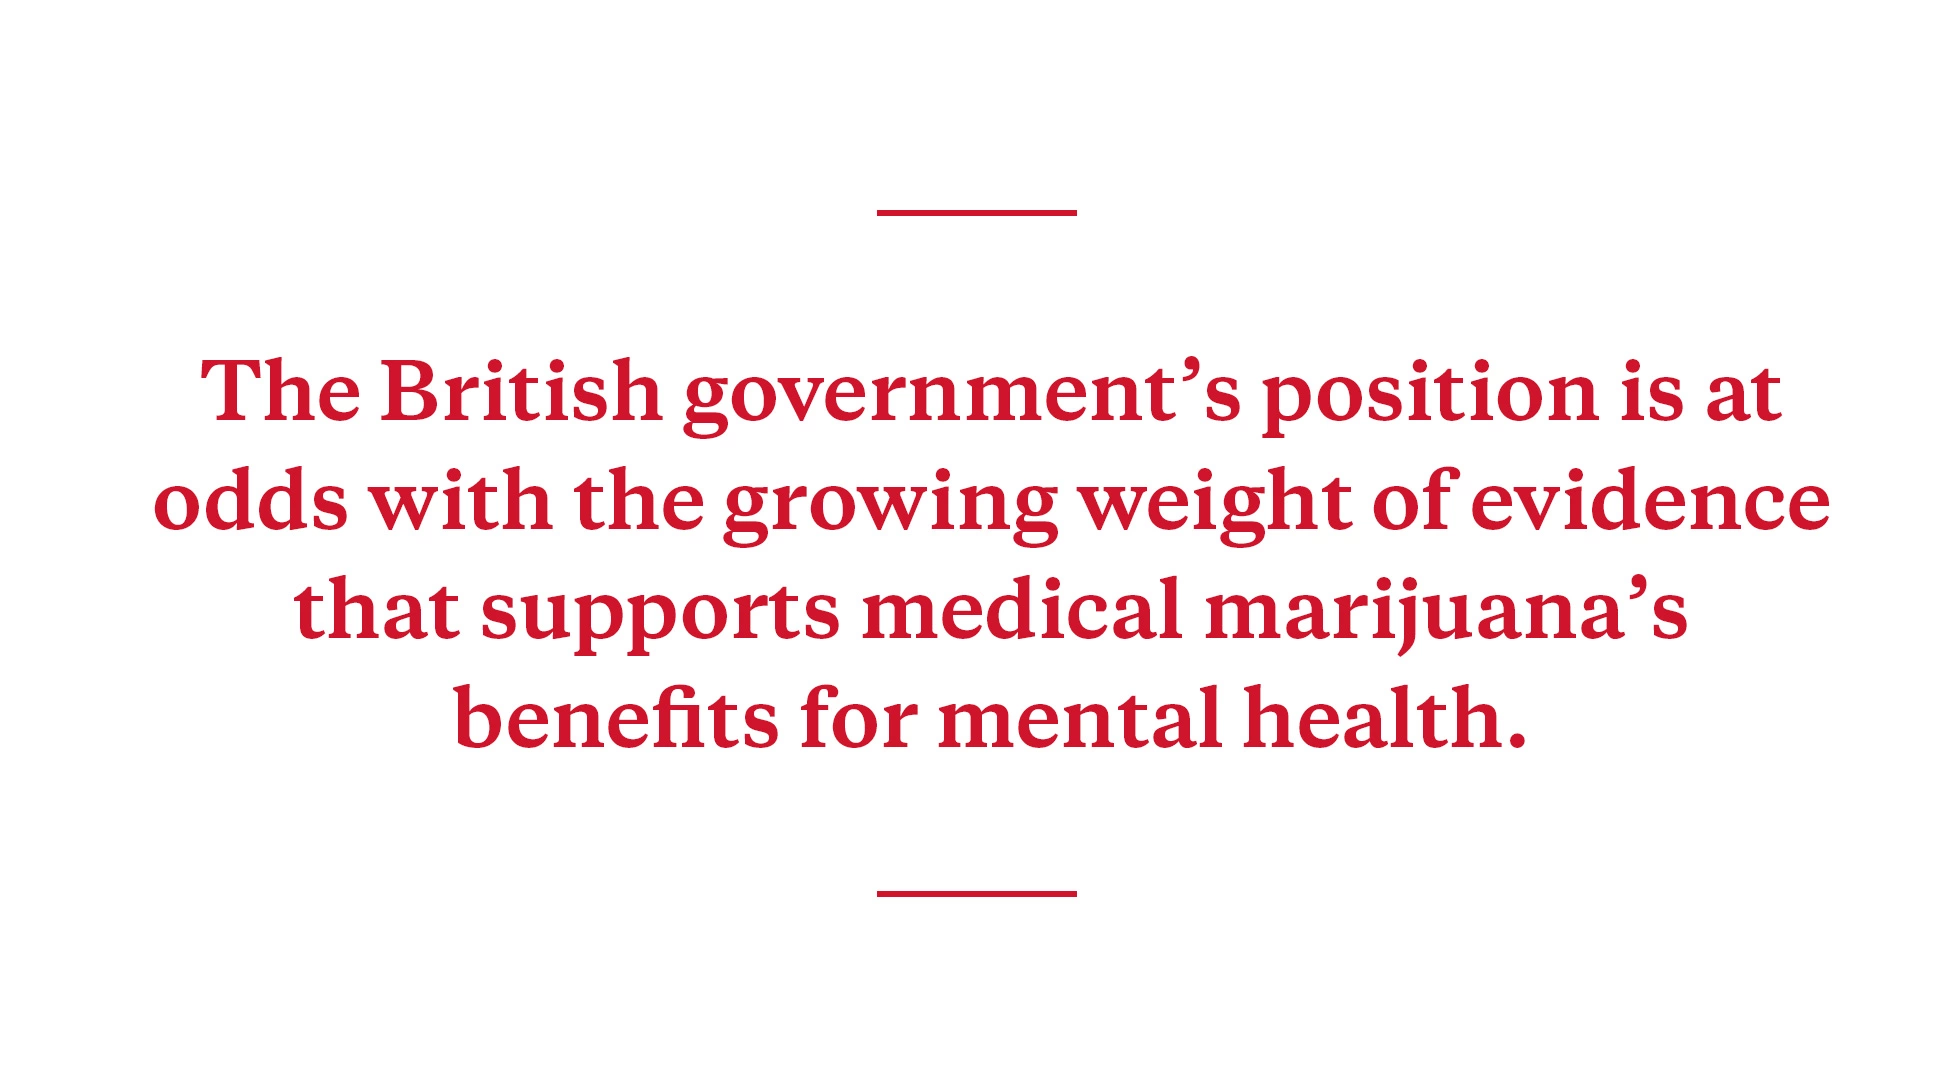 The British government’s position is at
odds with the growing weight of evidence
that supports medical marijuana’s
benefits for mental health.